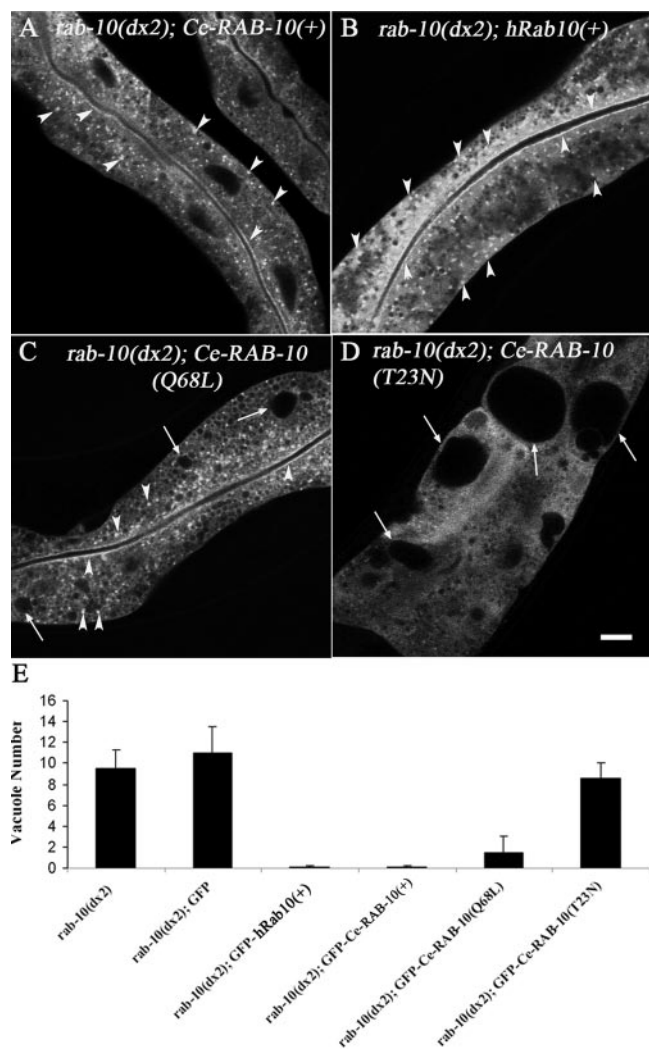 A rab-10(dx2); Ce-RAB-10(+)
B rab-10(dx2); hRab10(+)
C rab-10(dx2); Ce-RAB-10
(Q68L)
D rab-10(dx2); Ce-RAB-10
(T23N)
E
Vacuole Number
16
14
12
10
8
6
4
2
0
rab-10(dx2)
rab-10(dx2); GFP
rab-10(dx2); GFP-hRab10(+)
rab-10(dx2); GFP-Ce-RAB-10(+)
rab-10(dx2); GFP-Ce-RAB-10(Q68L)
rab-10(dx2); GFP-Ce-RAB-10(T23N)